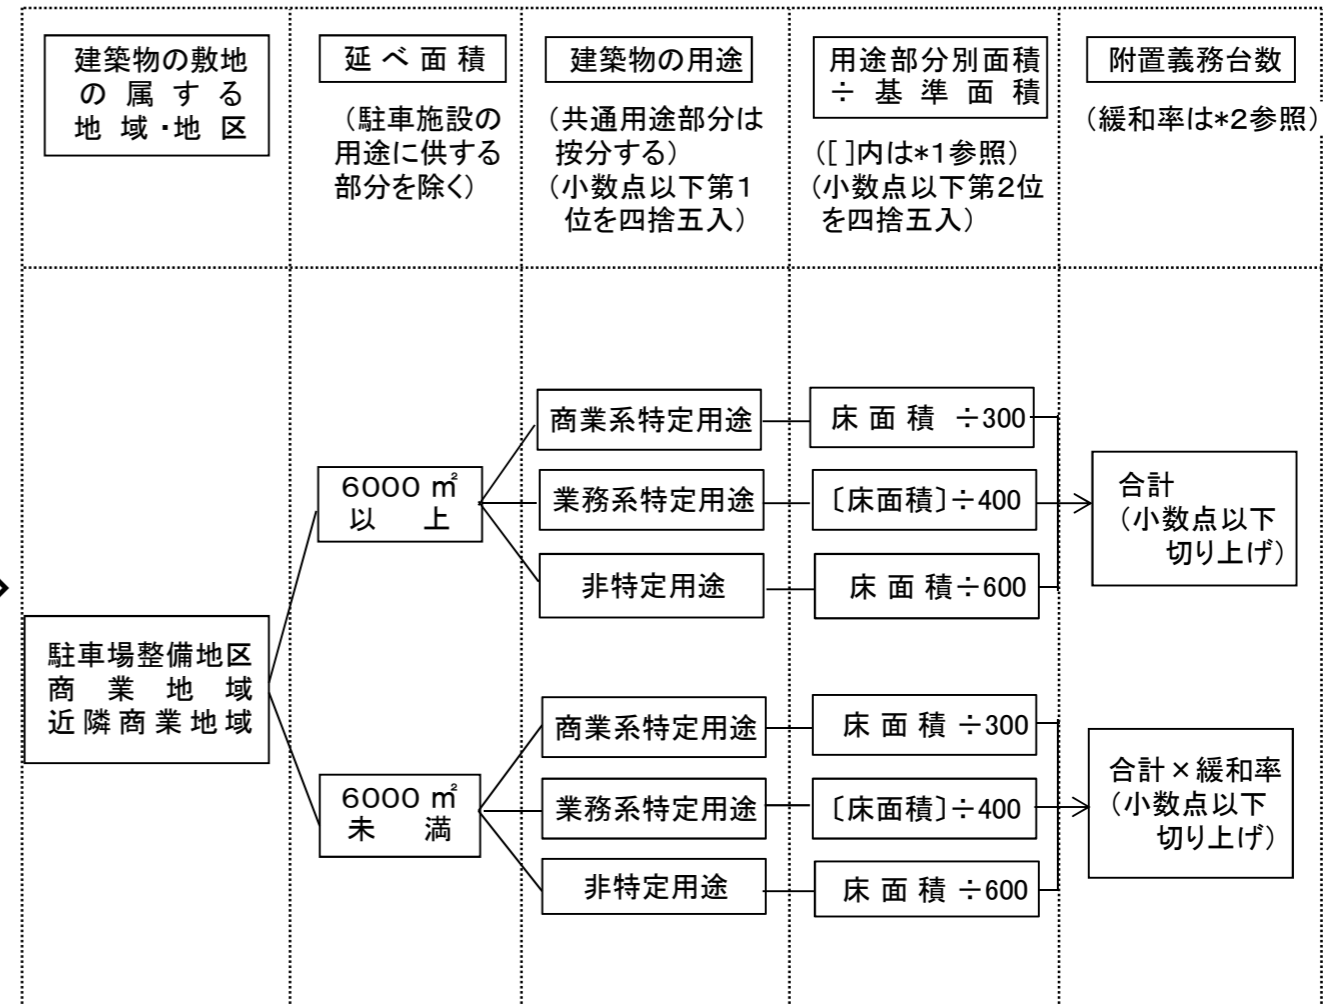 建築物の敷地
の属する
地域・地区
延べ面積
(駐車施設の
用途に供する
部分を除く)
建築物の用途
(共通用途部分は
按分する)
(小数点以下第1
位を四捨五入)
用途部分別面積
÷基準面積
([ ]内は*1参照)
(小数点以下第2位
を四捨五入)
附置義務台数
(緩和率は*2参照)
駐車場整備地区
商業地域
近隣商業地域
6000㎡
以上
商業系特定用途
床面積÷300
業務系特定用途
〔床面積〕÷400
非特定用途
床面積÷600
合計
(小数点以下
切り上げ)
6000㎡
未満
商業系特定用途
床面積÷300
業務系特定用途
〔床面積〕÷400
非特定用途
床面積÷600
合計×緩和率
(小数点以下
切り上げ)